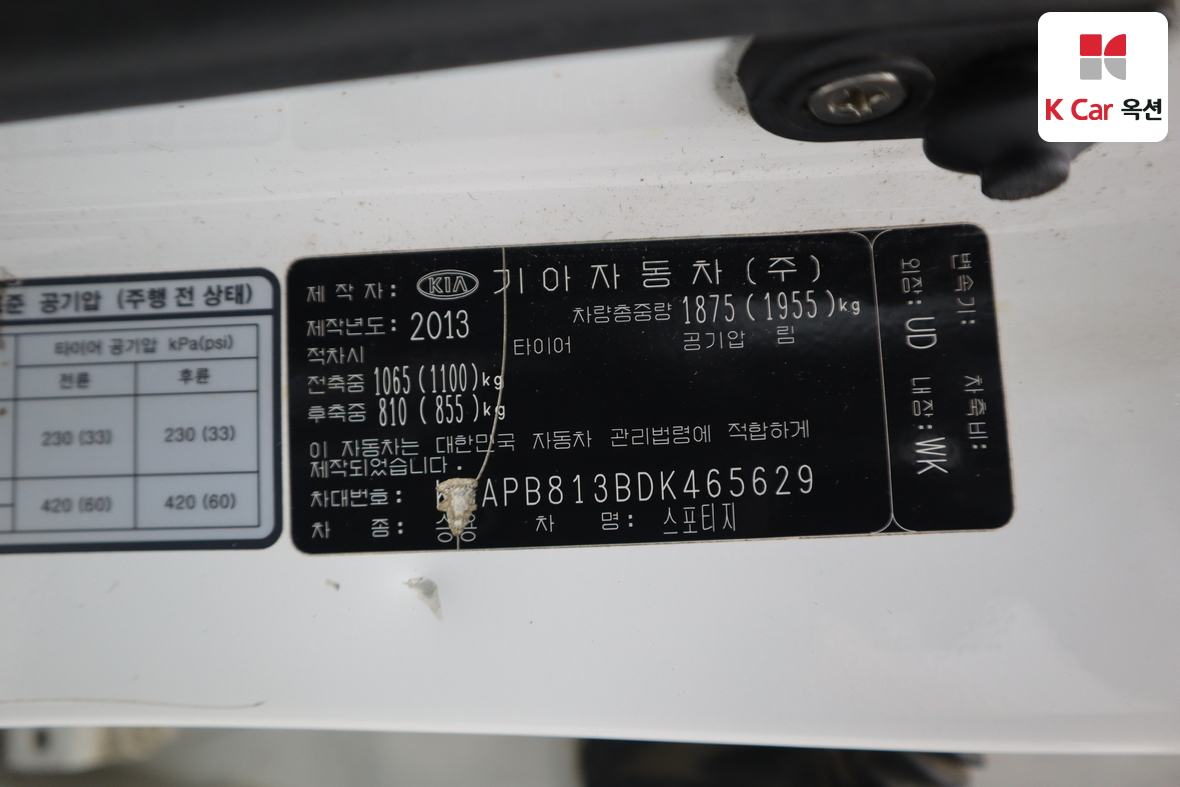 K Car 옥션
공기압 (주행 전 상태)
타이어 공기압 kPa(psi)
전륜 후륜
230 (33) 230 (33)
420 (60) 420 (60)
제 작 자: KIA 기아자동차(주)
제작년도: 2013 차량총중량 1875(1955)kg
적차시 타이어 공기압 림
전축중 1065(1100)kg
후축중 810 (855)kg
이 자동차는 대한민국 자동차 관리법령에 적합하게
제작되었습니다.
차대번호: APB813BDK465629
차 종: 승용 차 명: 스포티지
변속기: 차축비:
외장: UD 내장: WK